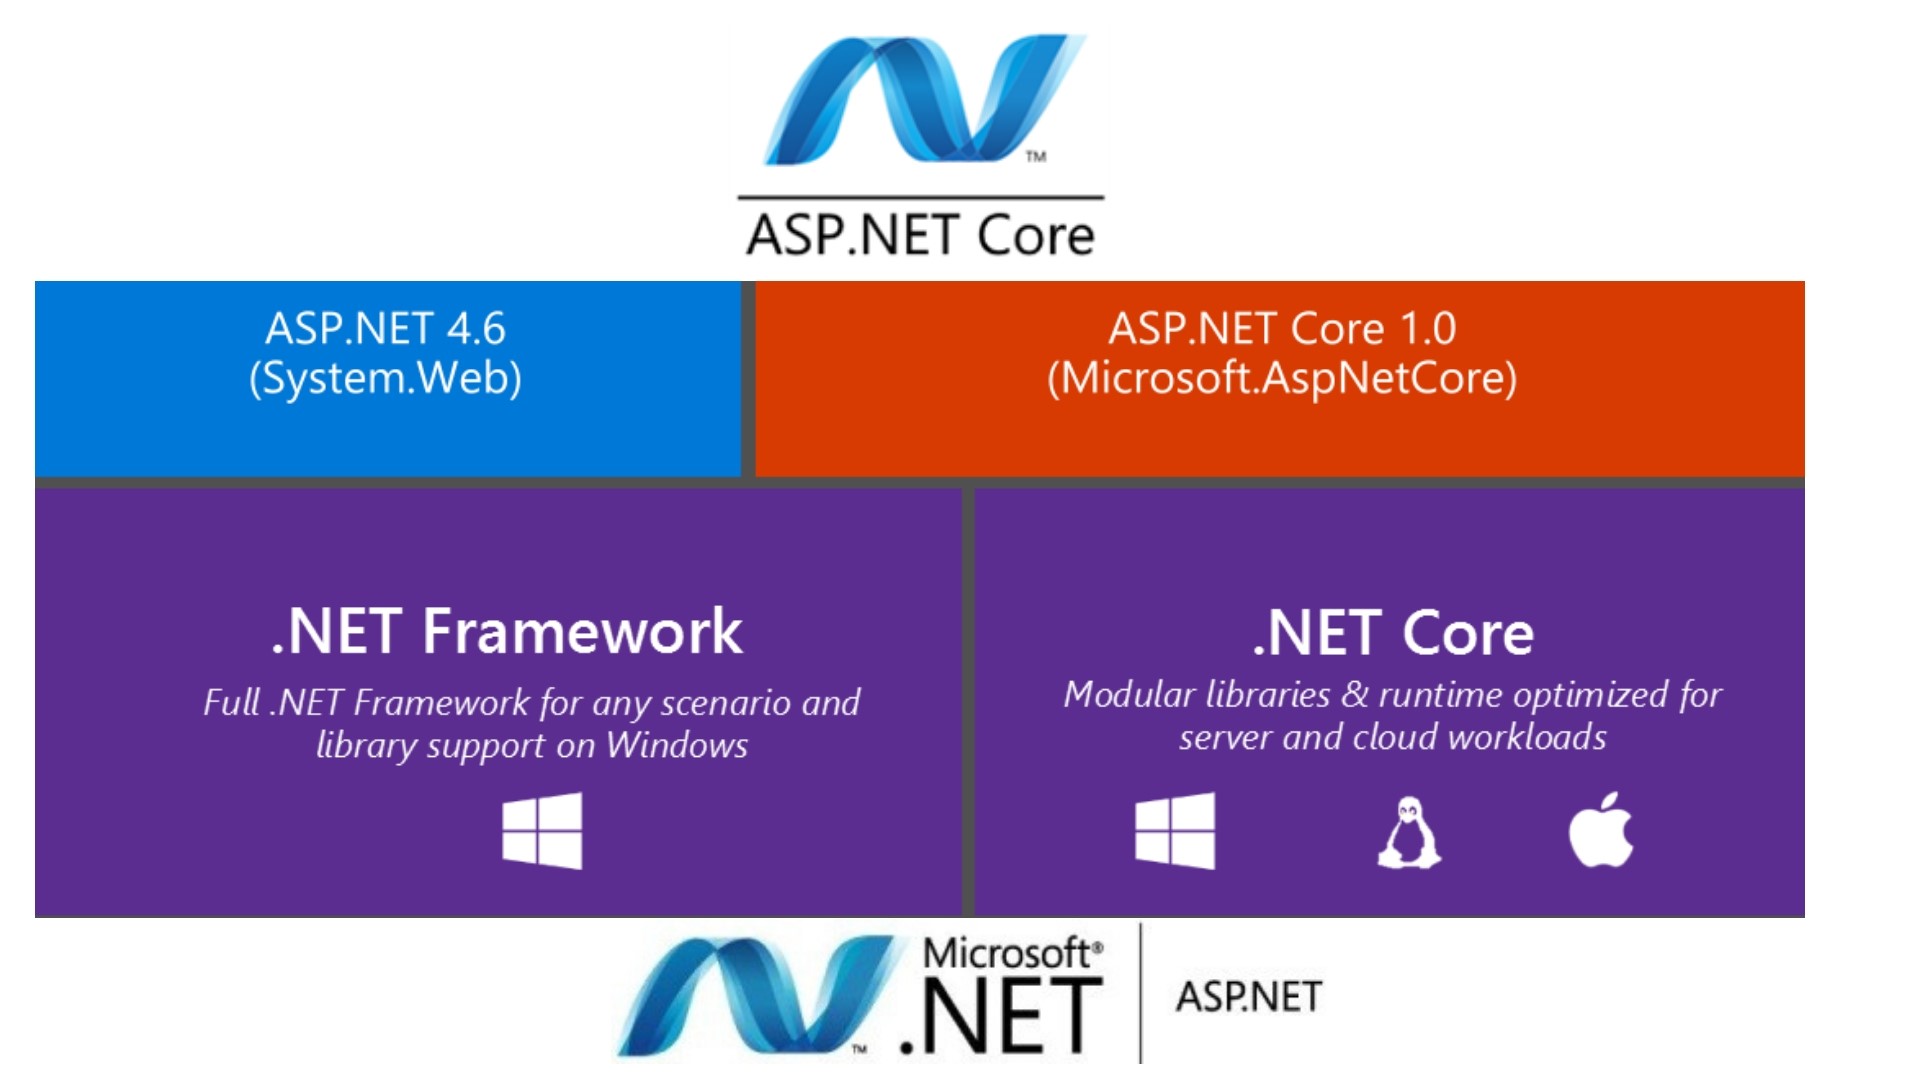 TM
ASP.NET Core
ASP.NET 4.6
(System.Web)
ASP.NET Core 1.0
(Microsoft.AspNetCore)
.NET Framework
Full .NET Framework for any scenario and
library support on Windows
.NET Core
Modular libraries & runtime optimized for
server and cloud workloads
Microsoft®
.NET
TM
ASP.NET